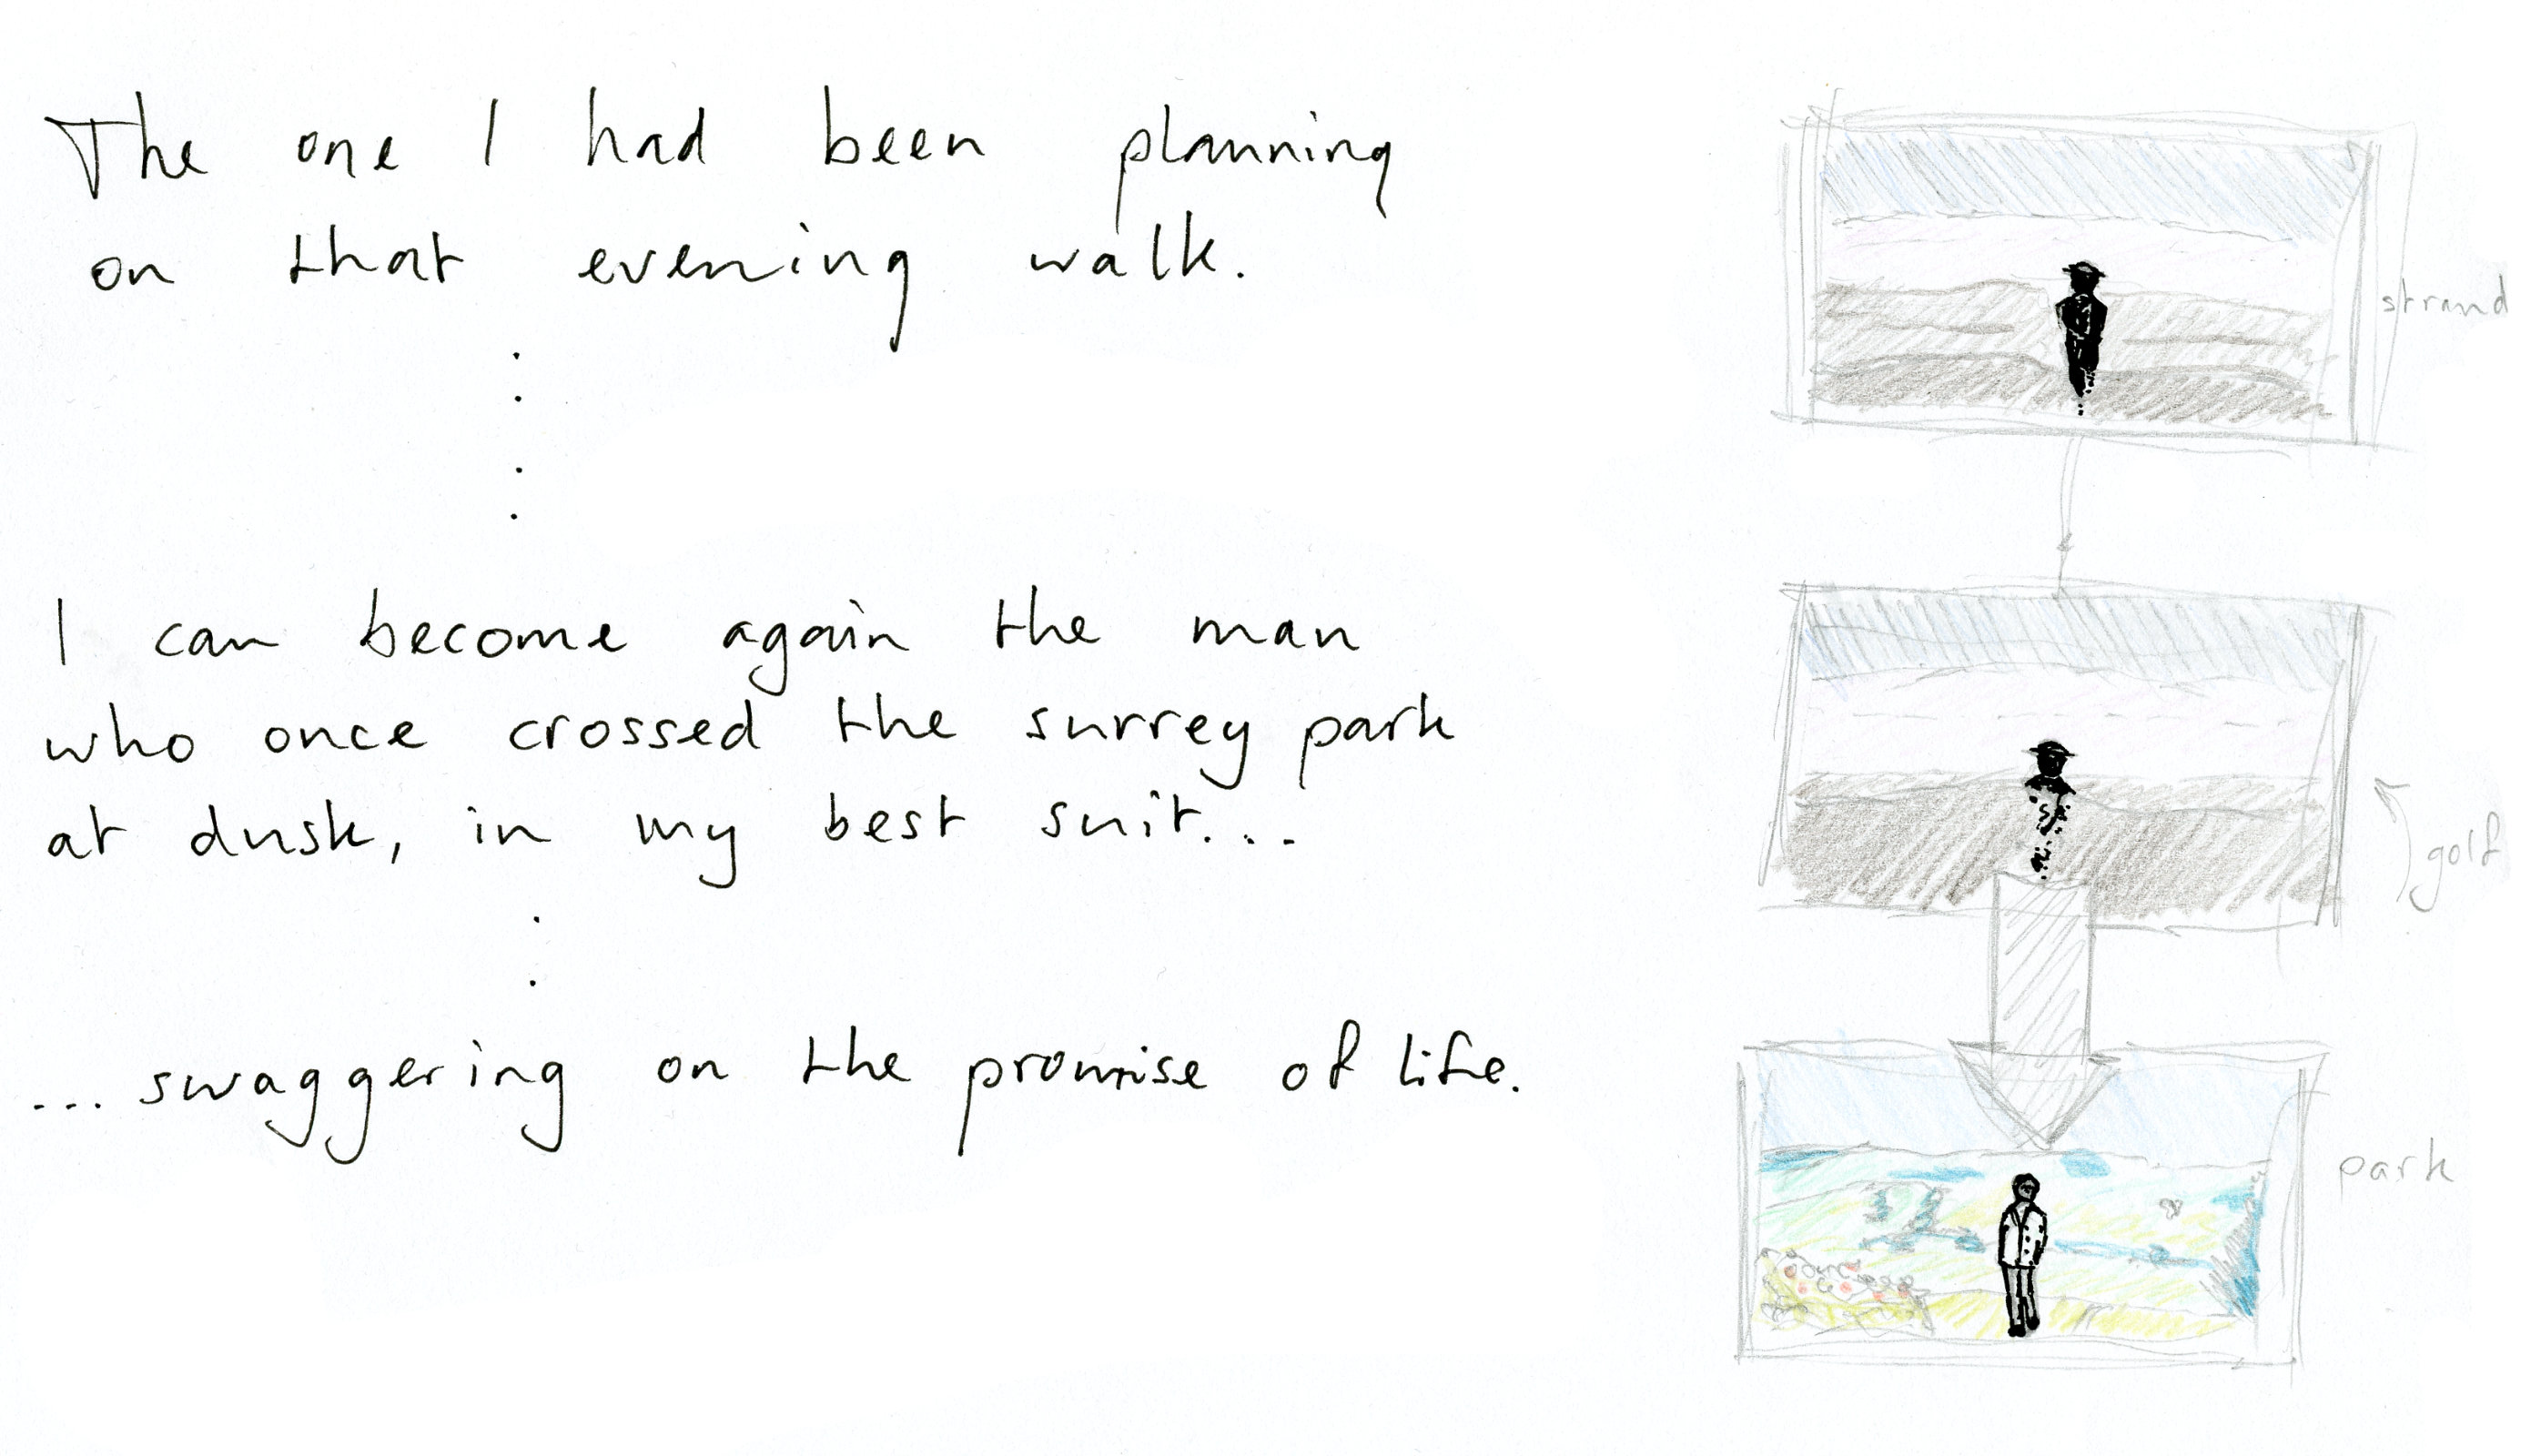 The one I had been planning
on that evening walk.
I can become again the man
who once crossed the surrey park
at dusk, in my best suit...
... swaggering on the promise of life.
strand
golf
park